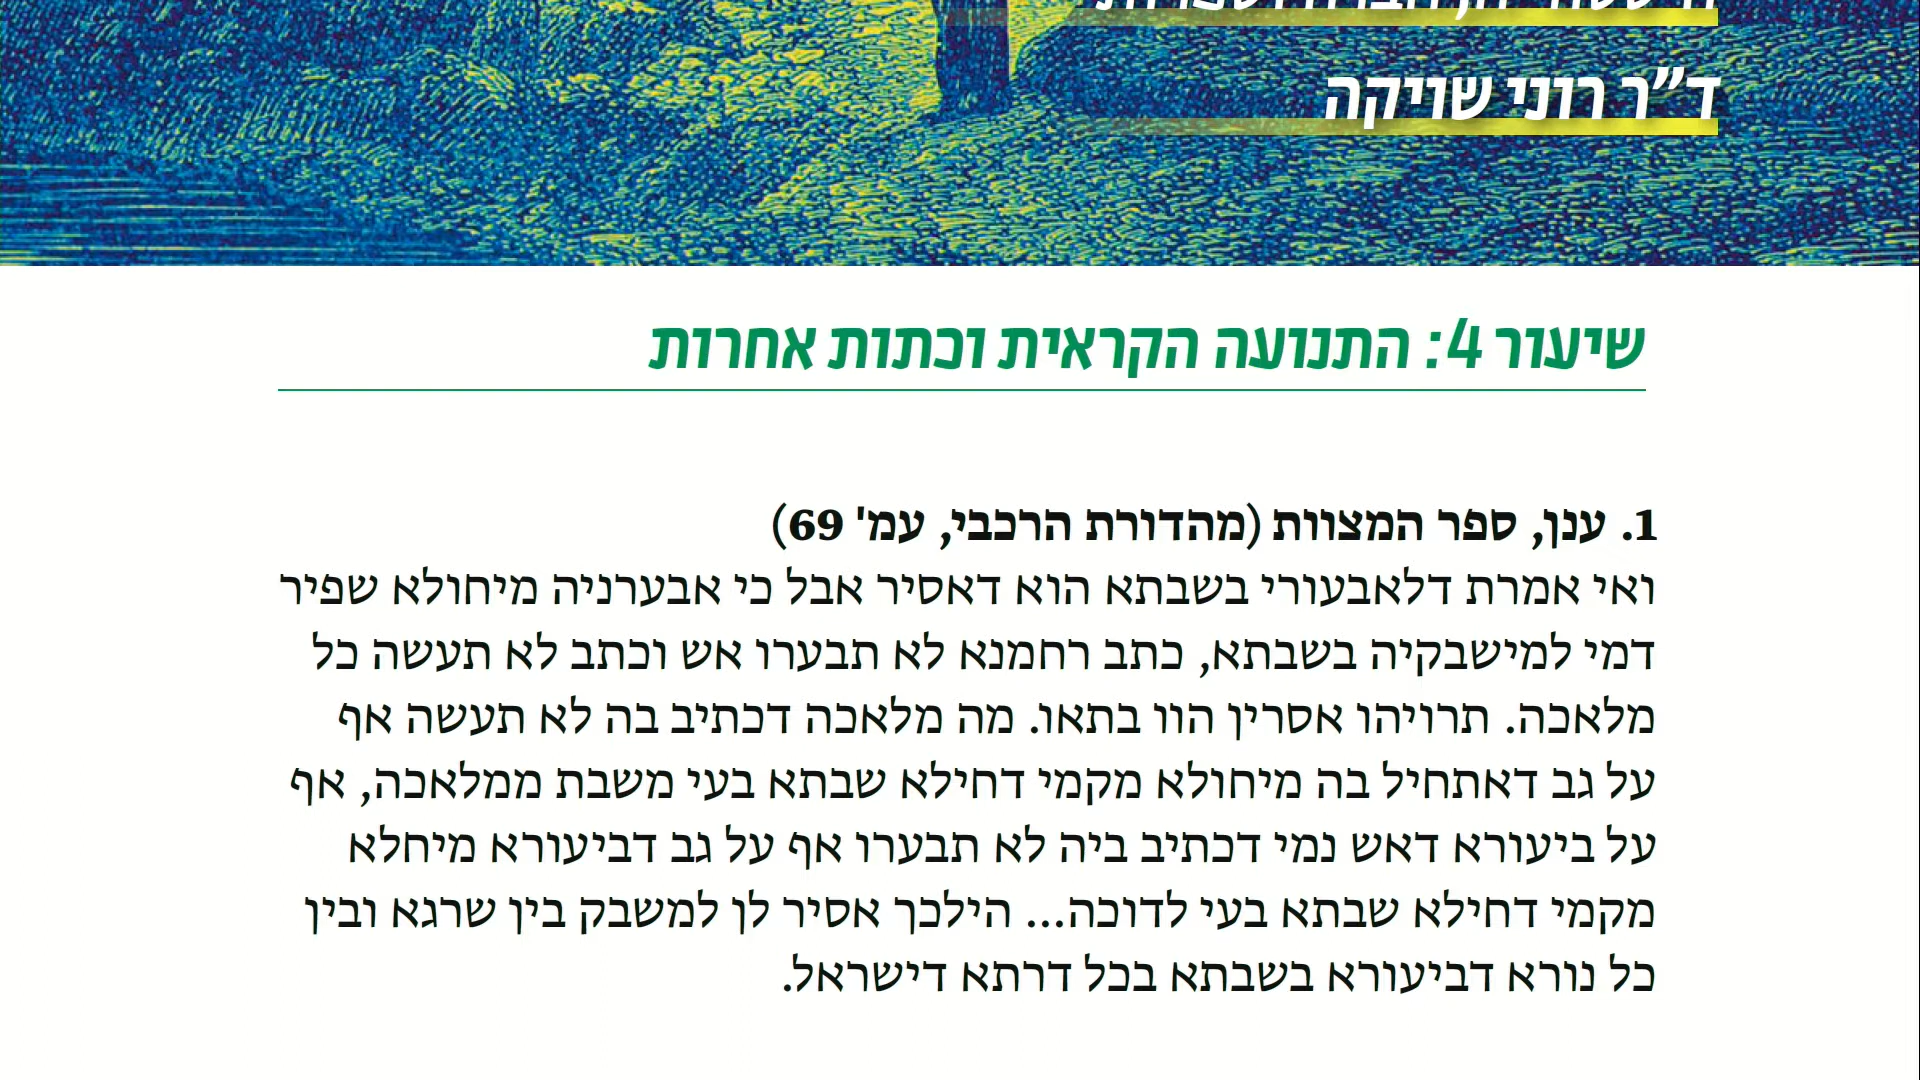 ד"ר רוני שויקה
שיעור 4: התנועה הקראית וכתות אחרות
1. ענן, ספר המצוות (מהדורת הרכבי, עמ' 69)
ואי אמרת דלאבעורי בשבתא הוא דאסיר אבל כי אבערניה מיחולא שפיר
דמי למישבקיה בשבתא, כתב רחמנא לא תבערו אש וכתב לא תעשה כל
מלאכה. תרויהו אסרין הוו בתאו. מה מלאכה דכתיב בה לא תעשה אף
על גב דאתחיל בה מיחולא מקמי דחילא שבתא בעי משבת ממלאכה, אף
על ביעורא דאש נמי דכתיב ביה לא תבערו אף על גב דביעורא מיחלא
מקמי דחילא שבתא בעי לדוכה... הילכך אסיר לן למשבק בין שרגא ובין
כל נורא דביעורא בשבתא בכל דרתא דישראל.